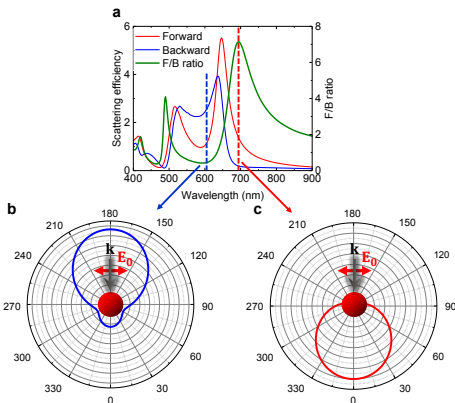 a
Forward
Backward
F/B ratio
Scattering efficiency
F/B ratio
6
4
2
0
8
6
4
2
0
400 500 600 700 800 900
Wavelength (nm)
b
180
210 150
240 120
270 90
300 60
330 30
0
k
E₀
c
180
210 150
240 120
270 90
300 60
330 30
0
k
E₀